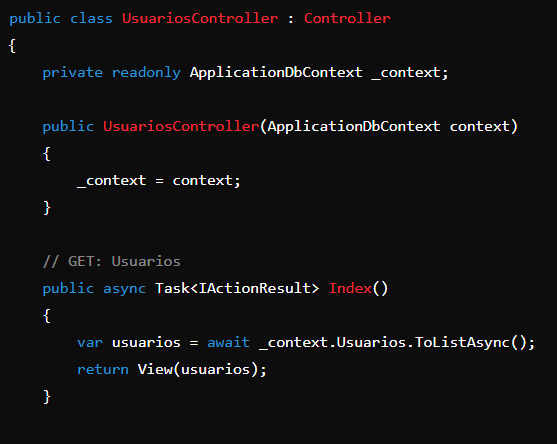 public class UsuariosController : Controller
{
    private readonly ApplicationDbContext _context;

    public UsuariosController(ApplicationDbContext context)
    {
        _context = context;
    }

    // GET: Usuarios
    public async Task<IActionResult> Index()
    {
        var usuarios = await _context.Usuarios.ToListAsync();
        return View(usuarios);
    }